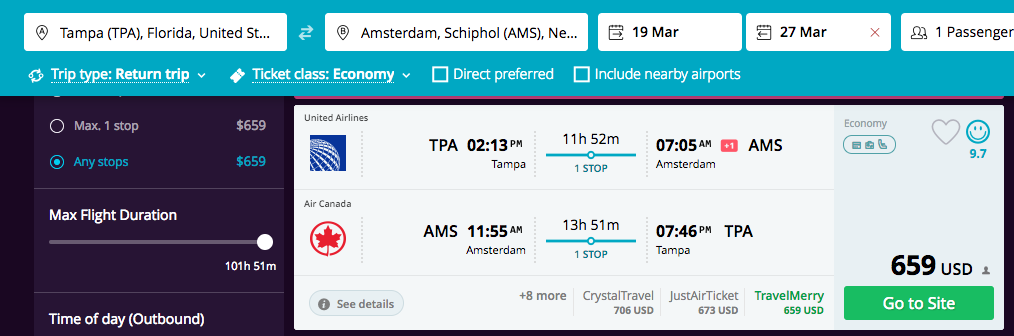 Tampa (TPA), Florida, United St...
Amsterdam, Schiphol (AMS), Ne...
19 Mar
27 Mar
1 Passenger
Trip type: Return trip
Ticket class: Economy
Direct preferred
Include nearby airports
Max. 1 stop $659
Any stops $659
Max Flight Duration
101h 51m
Time of day (Outbound)
United Airlines
TPA 02:13 PM
Tampa
11h 52m
1 STOP
07:05 AM +1 AMS
Amsterdam
Air Canada
AMS 11:55 AM
Amsterdam
13h 51m
1 STOP
07:46 PM TPA
Tampa
See details
+8 more
CrystalTravel
706 USD
JustAirTicket
673 USD
TravelMerry
659 USD
Economy
9.7
659 USD
Go to Site